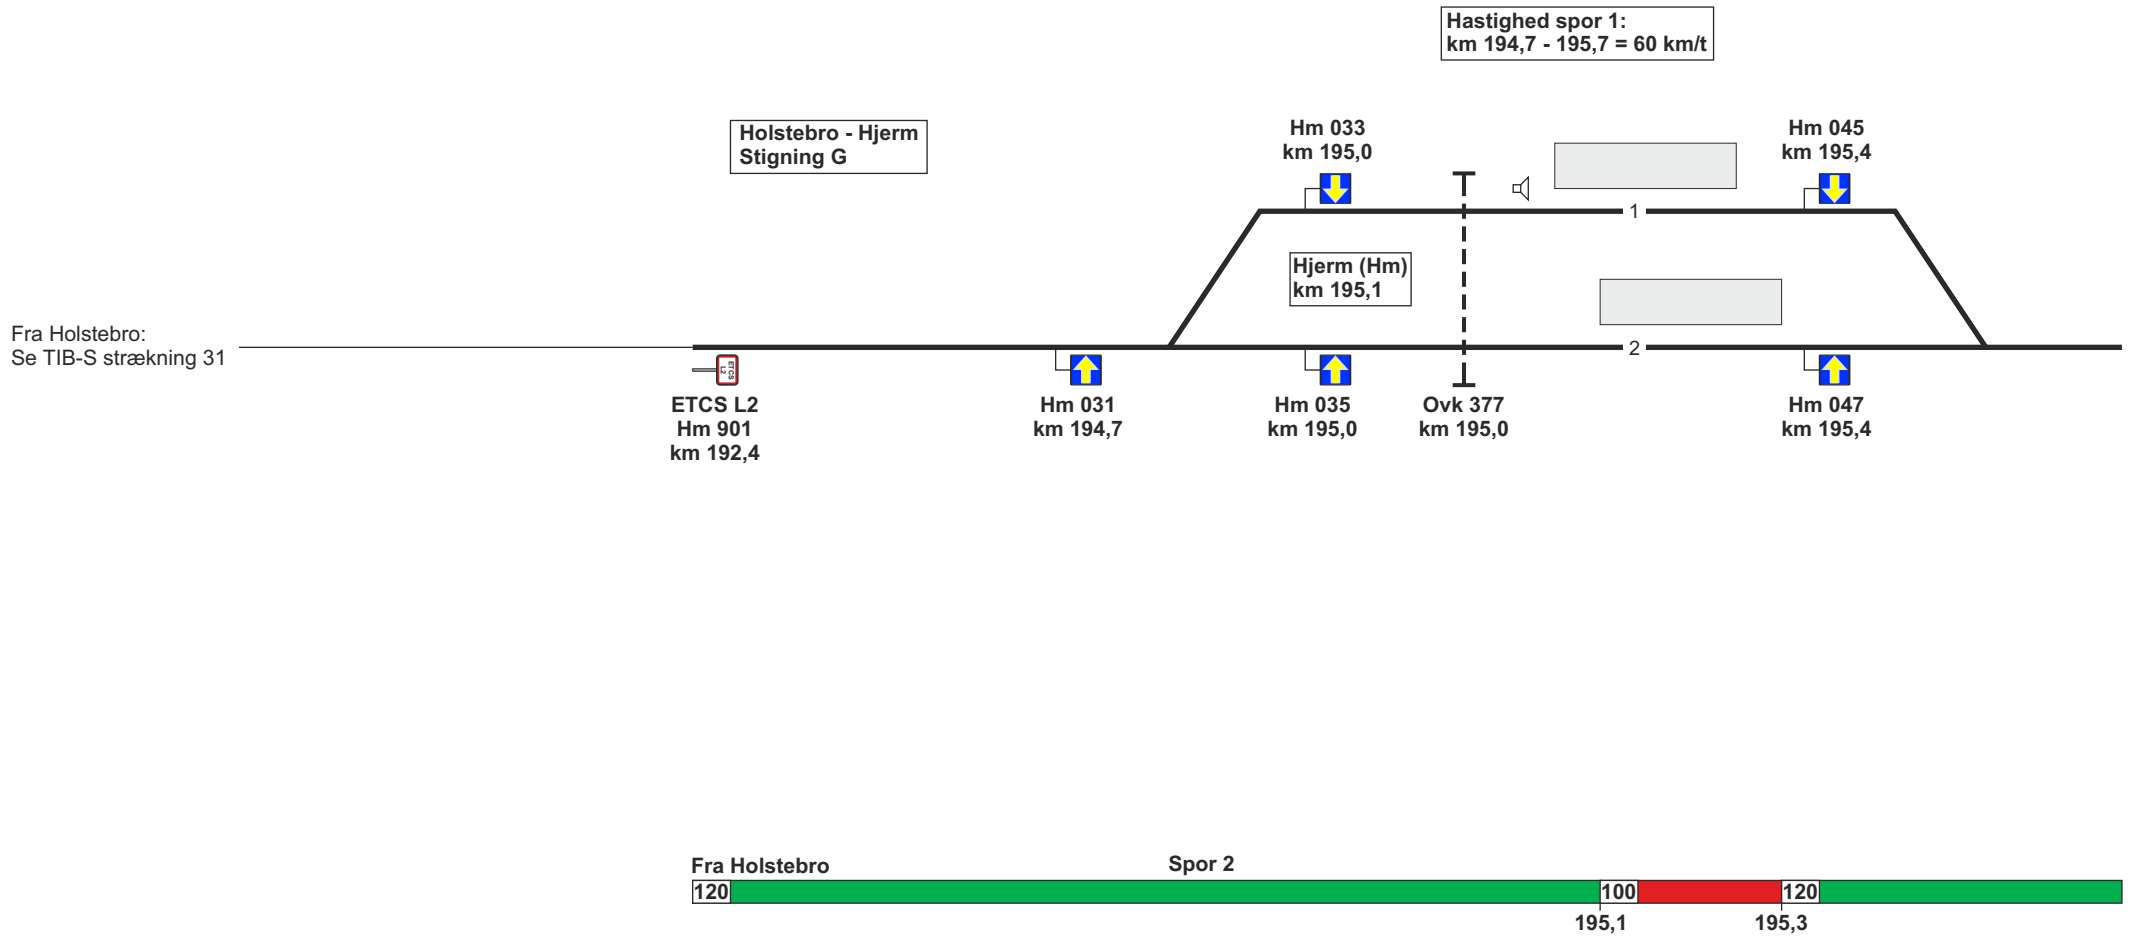 Hastighed spor 1:
km 194,7 - 195,7 = 60 km/t
Holstebro - Hjerm
Stigning G
Hm 033
km 195,0
Hm 045
km 195,4
1
Hjerm (Hm)
km 195,1
Fra Holstebro:
Se TIB-S strækning 31
2
ETCS
L2
ETCS L2
Hm 901
km 192,4
Hm 031
km 194,7
Hm 035
km 195,0
Ovk 377
km 195,0
Hm 047
km 195,4
Fra Holstebro
Spor 2
120
100
120
195,1
195,3